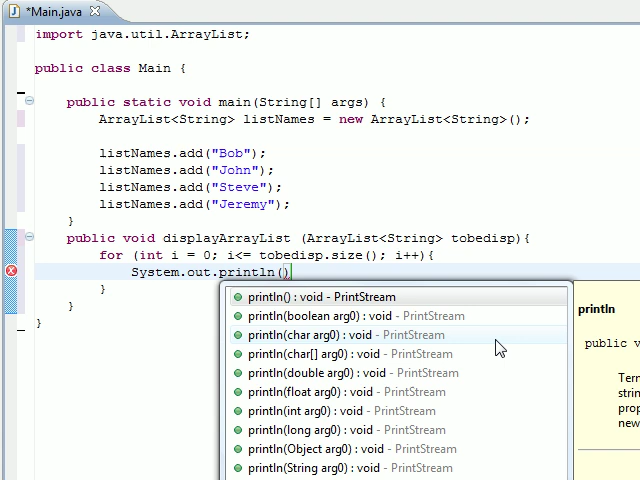 *Main.java
import java.util.ArrayList;
public class Main {
public static void main(String[] args) {
ArrayList<String> listNames = new ArrayList<String>();
listNames.add("Bob");
listNames.add("John");
listNames.add("Steve");
listNames.add("Jeremy");
}
public void displayArrayList (ArrayList<String> tobedisp){
for (int i = 0; i<= tobedisp.size(); i++){
System.out.println()
}
}
}
println() : void - PrintStream
println(boolean arg0) : void - PrintStream
println(char arg0) : void - PrintStream
println(char[] arg0) : void - PrintStream
println(double arg0) : void - PrintStream
println(float arg0) : void - PrintStream
println(int arg0) : void - PrintStream
println(long arg0) : void - PrintStream
println(Object arg0) : void - PrintStream
println(String arg0) : void - PrintStream
println
public v
Tern
strin
prop
new